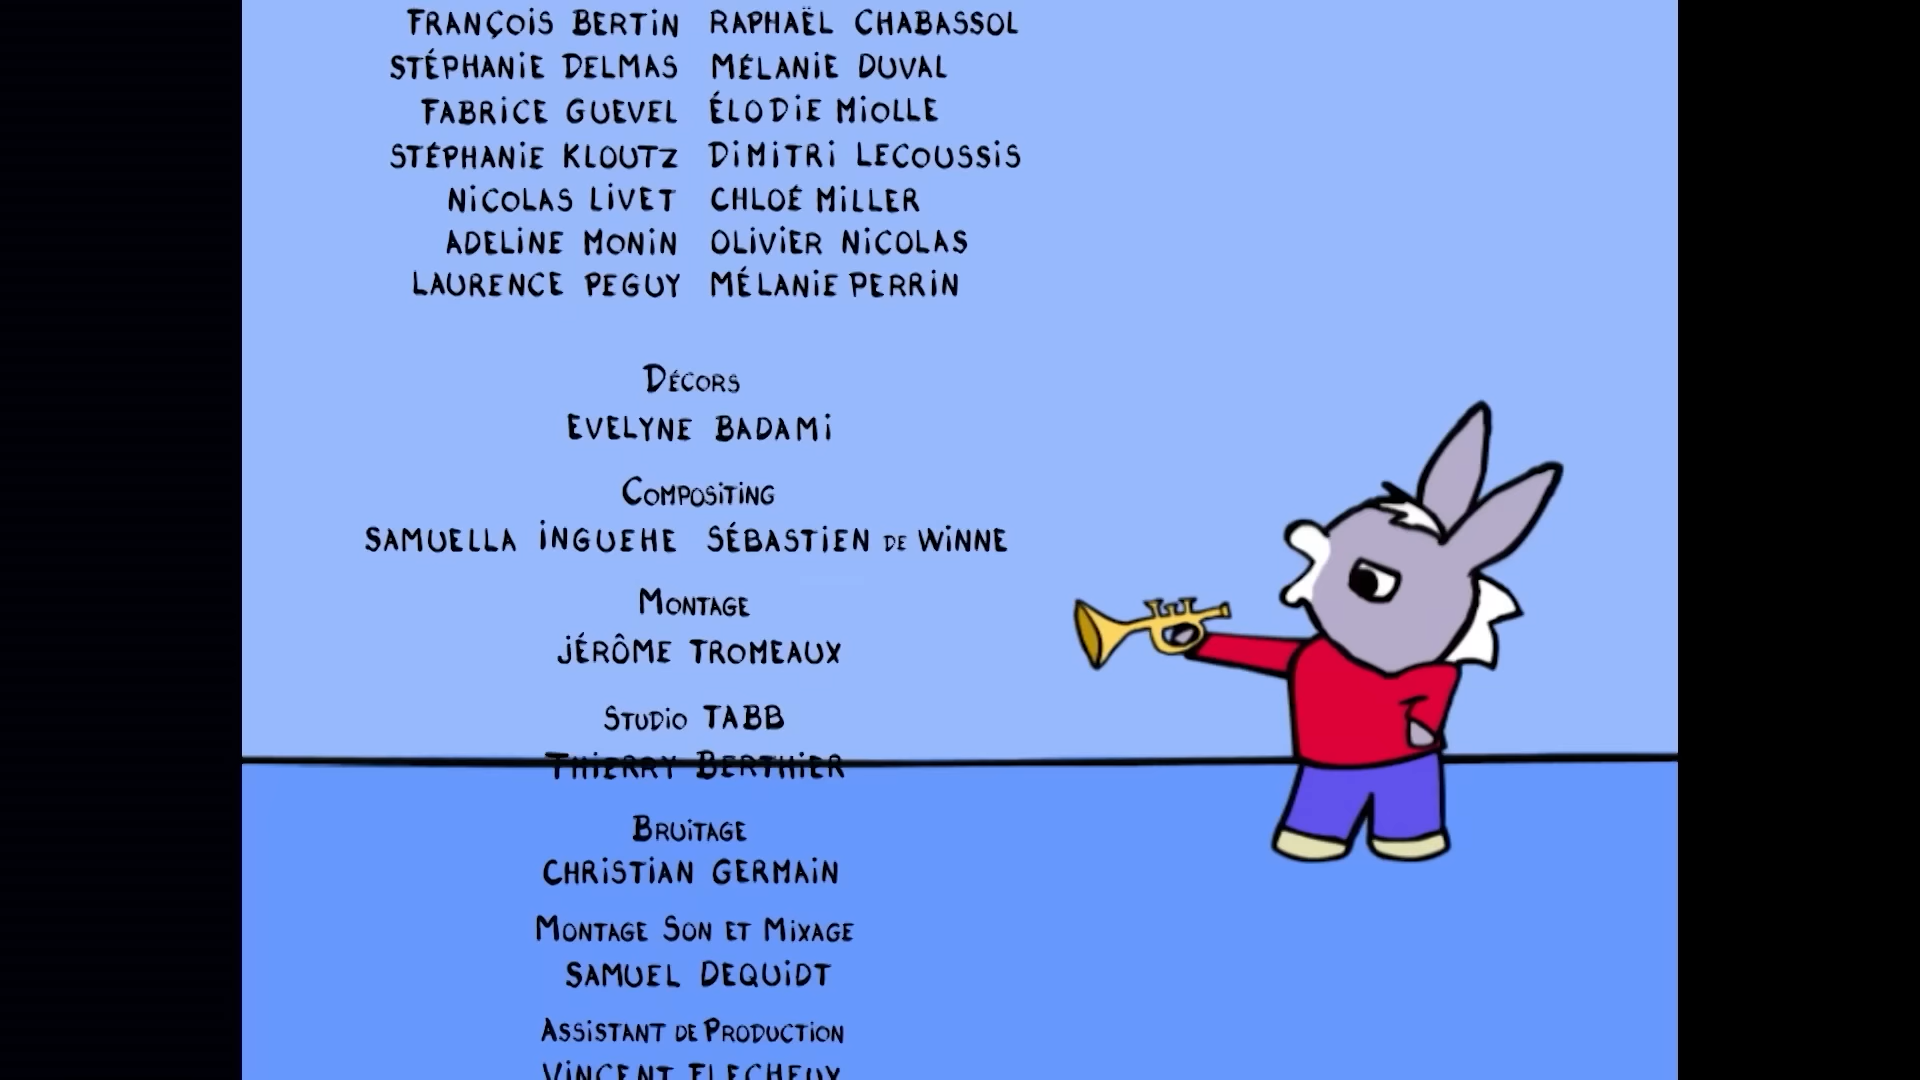 FRANÇOiS BERTiN RAPHAËL CHABASSOL
STÉPHANiE DELMAS MÉLANiE DUVAL
FABRiCE GUEVEL ÉLODiE MiOLLE
STÉPHANiE KLOUTZ DiMiTRi LECOUSSiS
NiCOLAS LiVET CHLOÉ MiLLER
ADELiNE MONiN OLiViER NiCOLAS
LAURENCE PEGUY MÉLANiE PERRiN
DÉCORS
EVELYNE BADAMi
COMPOSiTiNG
SAMUELLA iNGUEHE SÉBASTiEN DE WiNNE
MONTAGE
JÉRÔME TROMEAUX
STUDiO TABB
THiERRY BERTHiER
BRUiTAGE
CHRiSTiAN GERMAiN
MONTAGE SON ET MiXAGE
SAMUEL DEQUiDT
ASSiSTANT DE PRODUCTiON
ViNCENT FLECHEUX